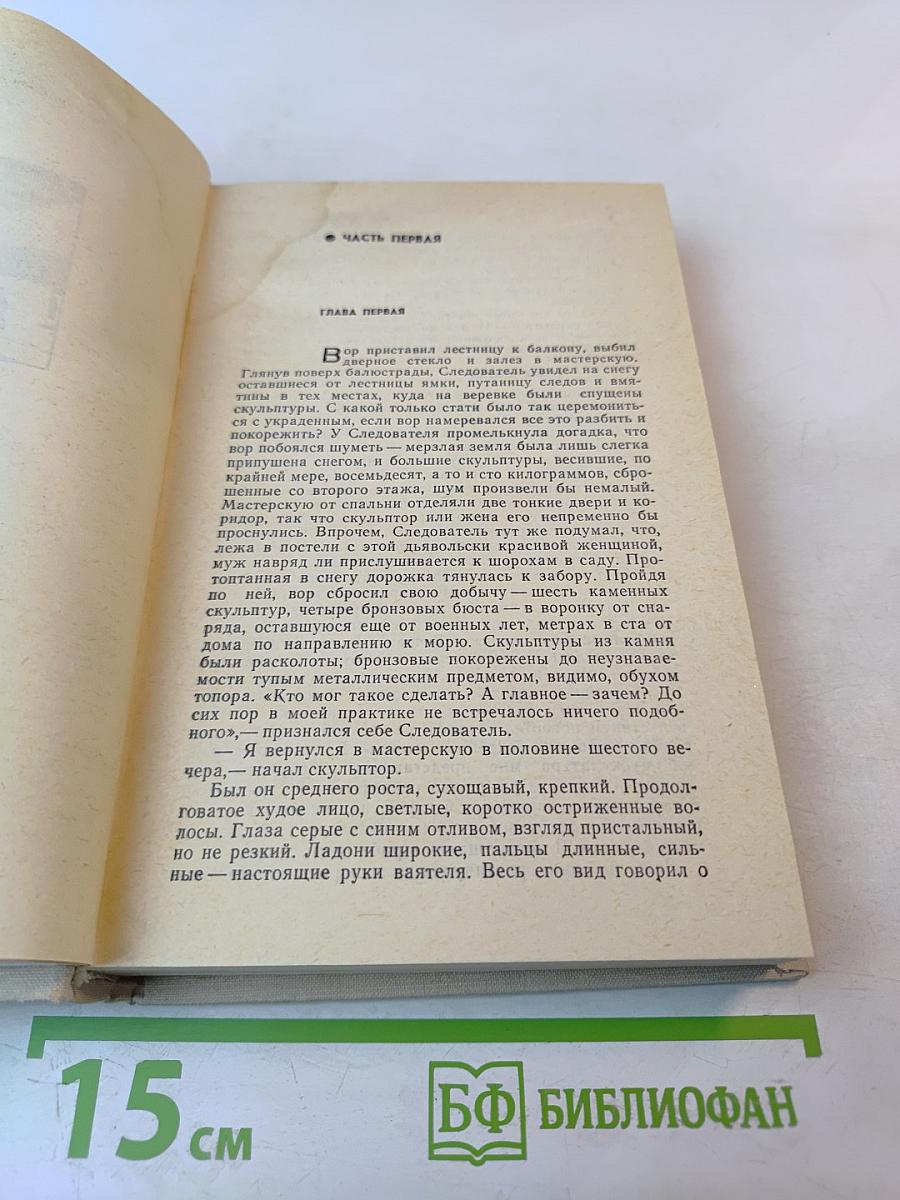 ● ЧАСТЬ ПЕРВАЯ
ГЛАВА ПЕРВАЯ
Вор приставил лестницу к балкону, выбил
дверное стекло и залез в мастерскую.
Глянув поверх балюстрады, Следователь увидел на снегу
оставшиеся от лестницы ямки, путаницу следов и вмя-
тины в тех местах, куда на веревке были спущены
скульптуры. С какой только стати было так церемонить-
ся с украденным, если вор намеревался все это разбить и
покорежить? У Следователя промелькнула догадка, что
вор побоялся шуметь — мерзлая земля была лишь слегка
припушена снегом, и большие скульптуры, весившие, по
крайней мере, восемьдесят, а то и сто килограммов, сбро-
шенные со второго этажа, шум произвели бы немалый.
Мастерскую от спальни отделяли две тонкие двери и ко-
ридор, так что скульптор или жена его непременно бы
проснулись. Впрочем, Следователь тут же подумал, что,
лежа в постели с этой дьявольски красивой женщиной,
муж навряд ли прислушивается к шорохам в саду. Про-
топтанная в снегу дорожка тянулась к забору. Пройдя
по ней, вор сбросил свою добычу — шесть каменных
скульптур, четыре бронзовых бюста — в воронку от сна-
ряда, оставшуюся еще от военных лет, метрах в ста от
дома по направлению к морю. Скульптуры из камня
были расколоты; бронзовые покорежены до неузнавае-
мости тупым металлическим предметом, видимо, обухом
топора. «Кто мог такое сделать? А главное — зачем? До
сих пор в моей практике не встречалось ничего подоб-
ного»,— признался себе Следователь.
— Я вернулся в мастерскую в половине шестого ве-
чера,— начал скульптор.
Был он среднего роста, сухощавый, крепкий. Продол-
говатое худое лицо, светлые, коротко остриженные во-
лосы. Глаза серые с синим отливом, взгляд пристальный,
но не резкий. Ладони широкие, пальцы длинные, силь-
ные — настоящие руки ваятеля. Весь его вид говорил о
15 см
БФ БИБЛИОФАН